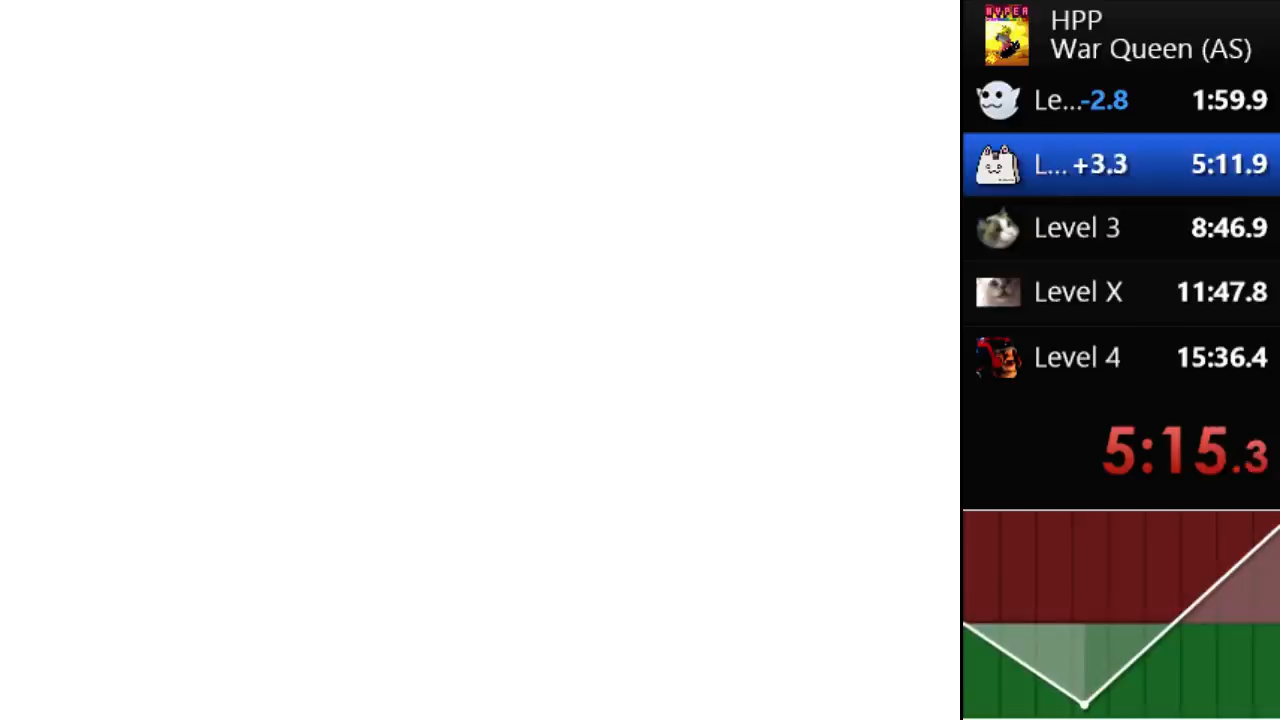 HYPER
HPP
War Queen (AS)
Le...-2.8 1:59.9
L... +3.3 5:11.9
Level 3 8:46.9
Level X 11:47.8
Level 4 15:36.4
5:15.3